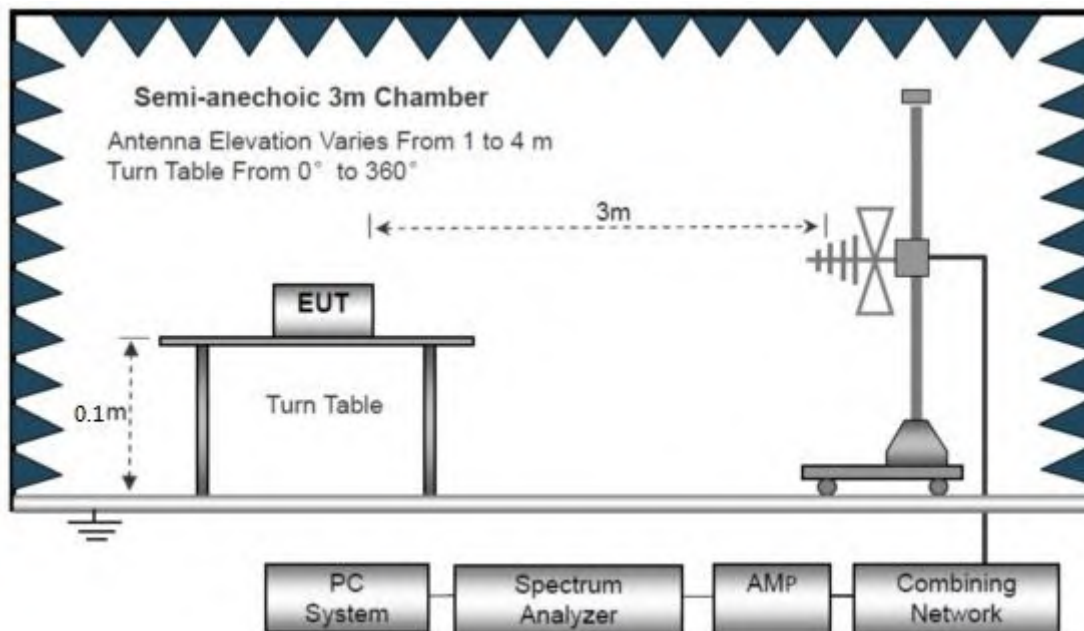 Semi-anechoic 3m Chamber
Antenna Elevation Varies From 1 to 4 m
Turn Table From 0° to 360°
3m
EUT
0.1m
Turn Table
PC
System
Spectrum
Analyzer
AMP
Combining
Network